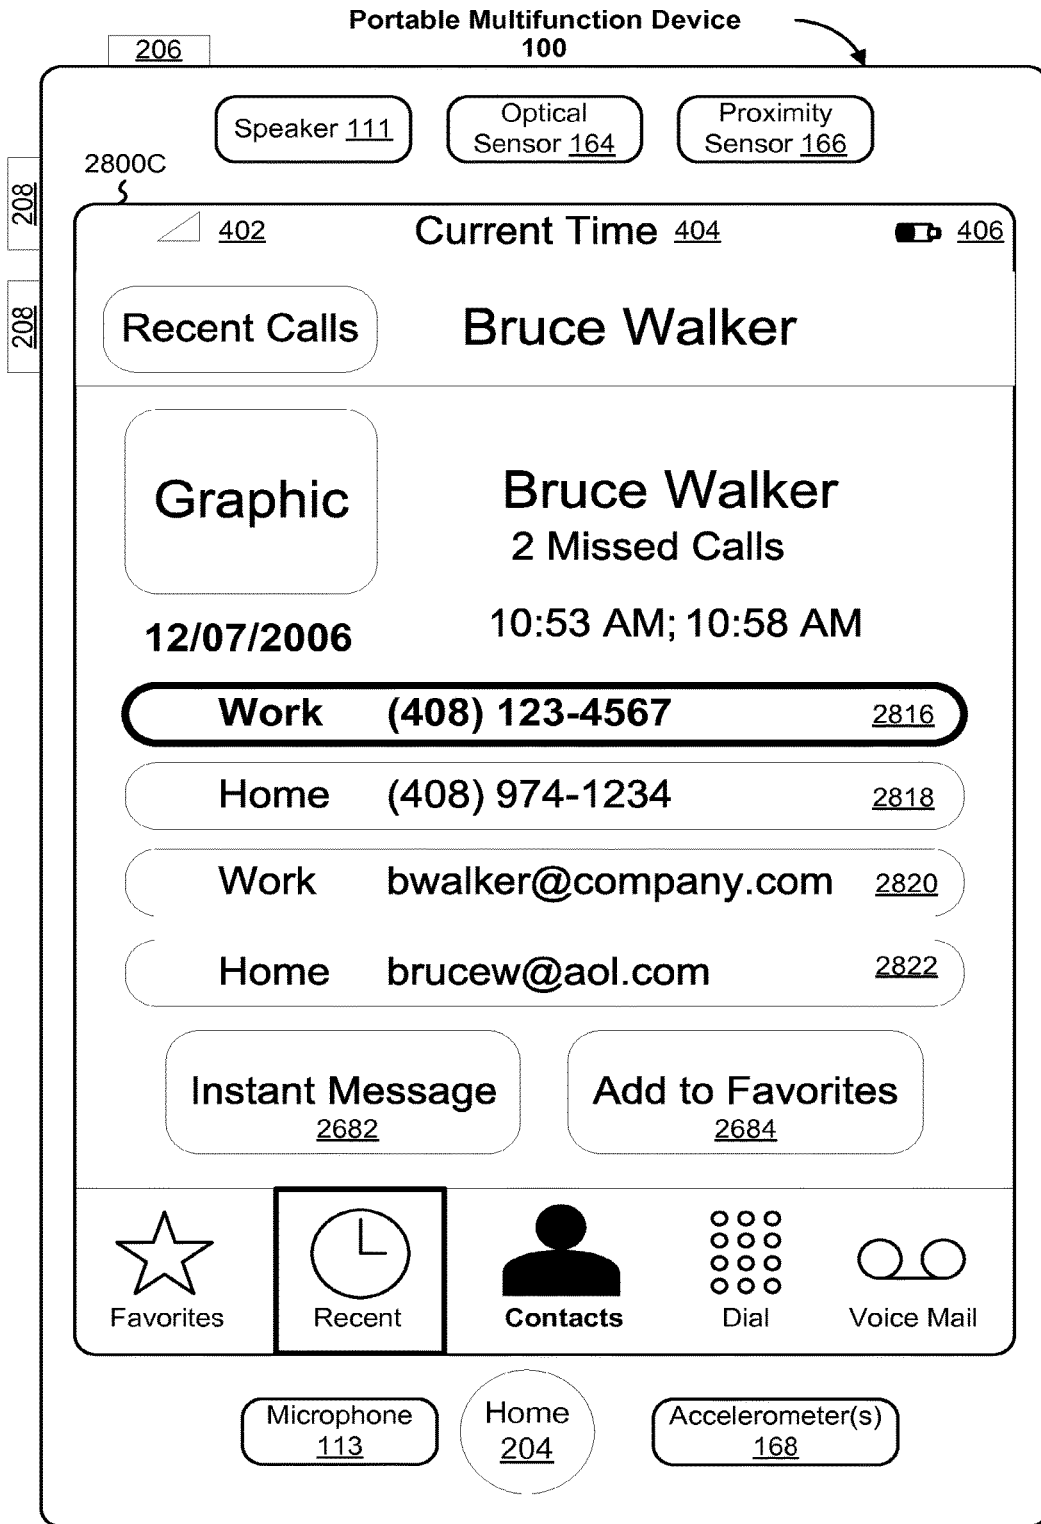 Portable Multifunction Device
100
206
Speaker 111
Optical
Sensor 164
Proximity
Sensor 166
2800C
208
208
402
Current Time 404
406
Recent Calls
Bruce Walker
Graphic
Bruce Walker
2 Missed Calls
12/07/2006
10:53 AM; 10:58 AM
Work (408) 123-4567 2816
Home (408) 974-1234 2818
Work bwalker@company.com 2820
Home brucew@aol.com 2822
Instant Message
2682
Add to Favorites
2684
Favorites
Recent
Contacts
Dial
Voice Mail
Microphone
113
Home
204
Accelerometer(s)
168